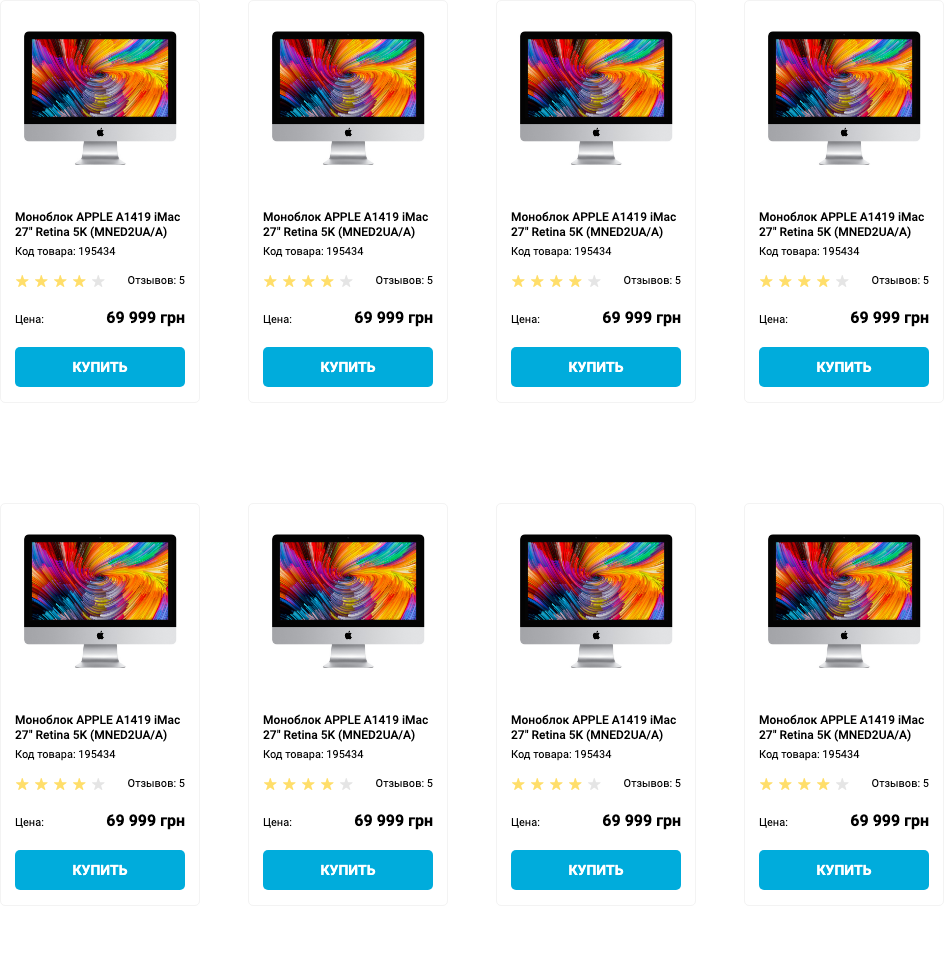 Моноблок APPLE A1419 iMac
27" Retina 5K (MNED2UA/A)
Код товара: 195434
Отзывов: 5
Цена: 69 999 грн
КУПИТЬ
Моноблок APPLE A1419 iMac
27" Retina 5K (MNED2UA/A)
Код товара: 195434
Отзывов: 5
Цена: 69 999 грн
КУПИТЬ
Моноблок APPLE A1419 iMac
27" Retina 5K (MNED2UA/A)
Код товара: 195434
Отзывов: 5
Цена: 69 999 грн
КУПИТЬ
Моноблок APPLE A1419 iMac
27" Retina 5K (MNED2UA/A)
Код товара: 195434
Отзывов: 5
Цена: 69 999 грн
КУПИТЬ
Моноблок APPLE A1419 iMac
27" Retina 5K (MNED2UA/A)
Код товара: 195434
Отзывов: 5
Цена: 69 999 грн
КУПИТЬ
Моноблок APPLE A1419 iMac
27" Retina 5K (MNED2UA/A)
Код товара: 195434
Отзывов: 5
Цена: 69 999 грн
КУПИТЬ
Моноблок APPLE A1419 iMac
27" Retina 5K (MNED2UA/A)
Код товара: 195434
Отзывов: 5
Цена: 69 999 грн
КУПИТЬ
Моноблок APPLE A1419 iMac
27" Retina 5K (MNED2UA/A)
Код товара: 195434
Отзывов: 5
Цена: 69 999 грн
КУПИТЬ